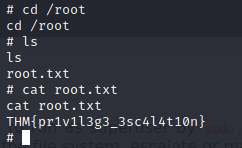 # cd /root
cd /root
# ls
ls
root.txt
# cat root.txt
cat root.txt
THM{pr1v1l3g3_3sc4l4t10n}
#